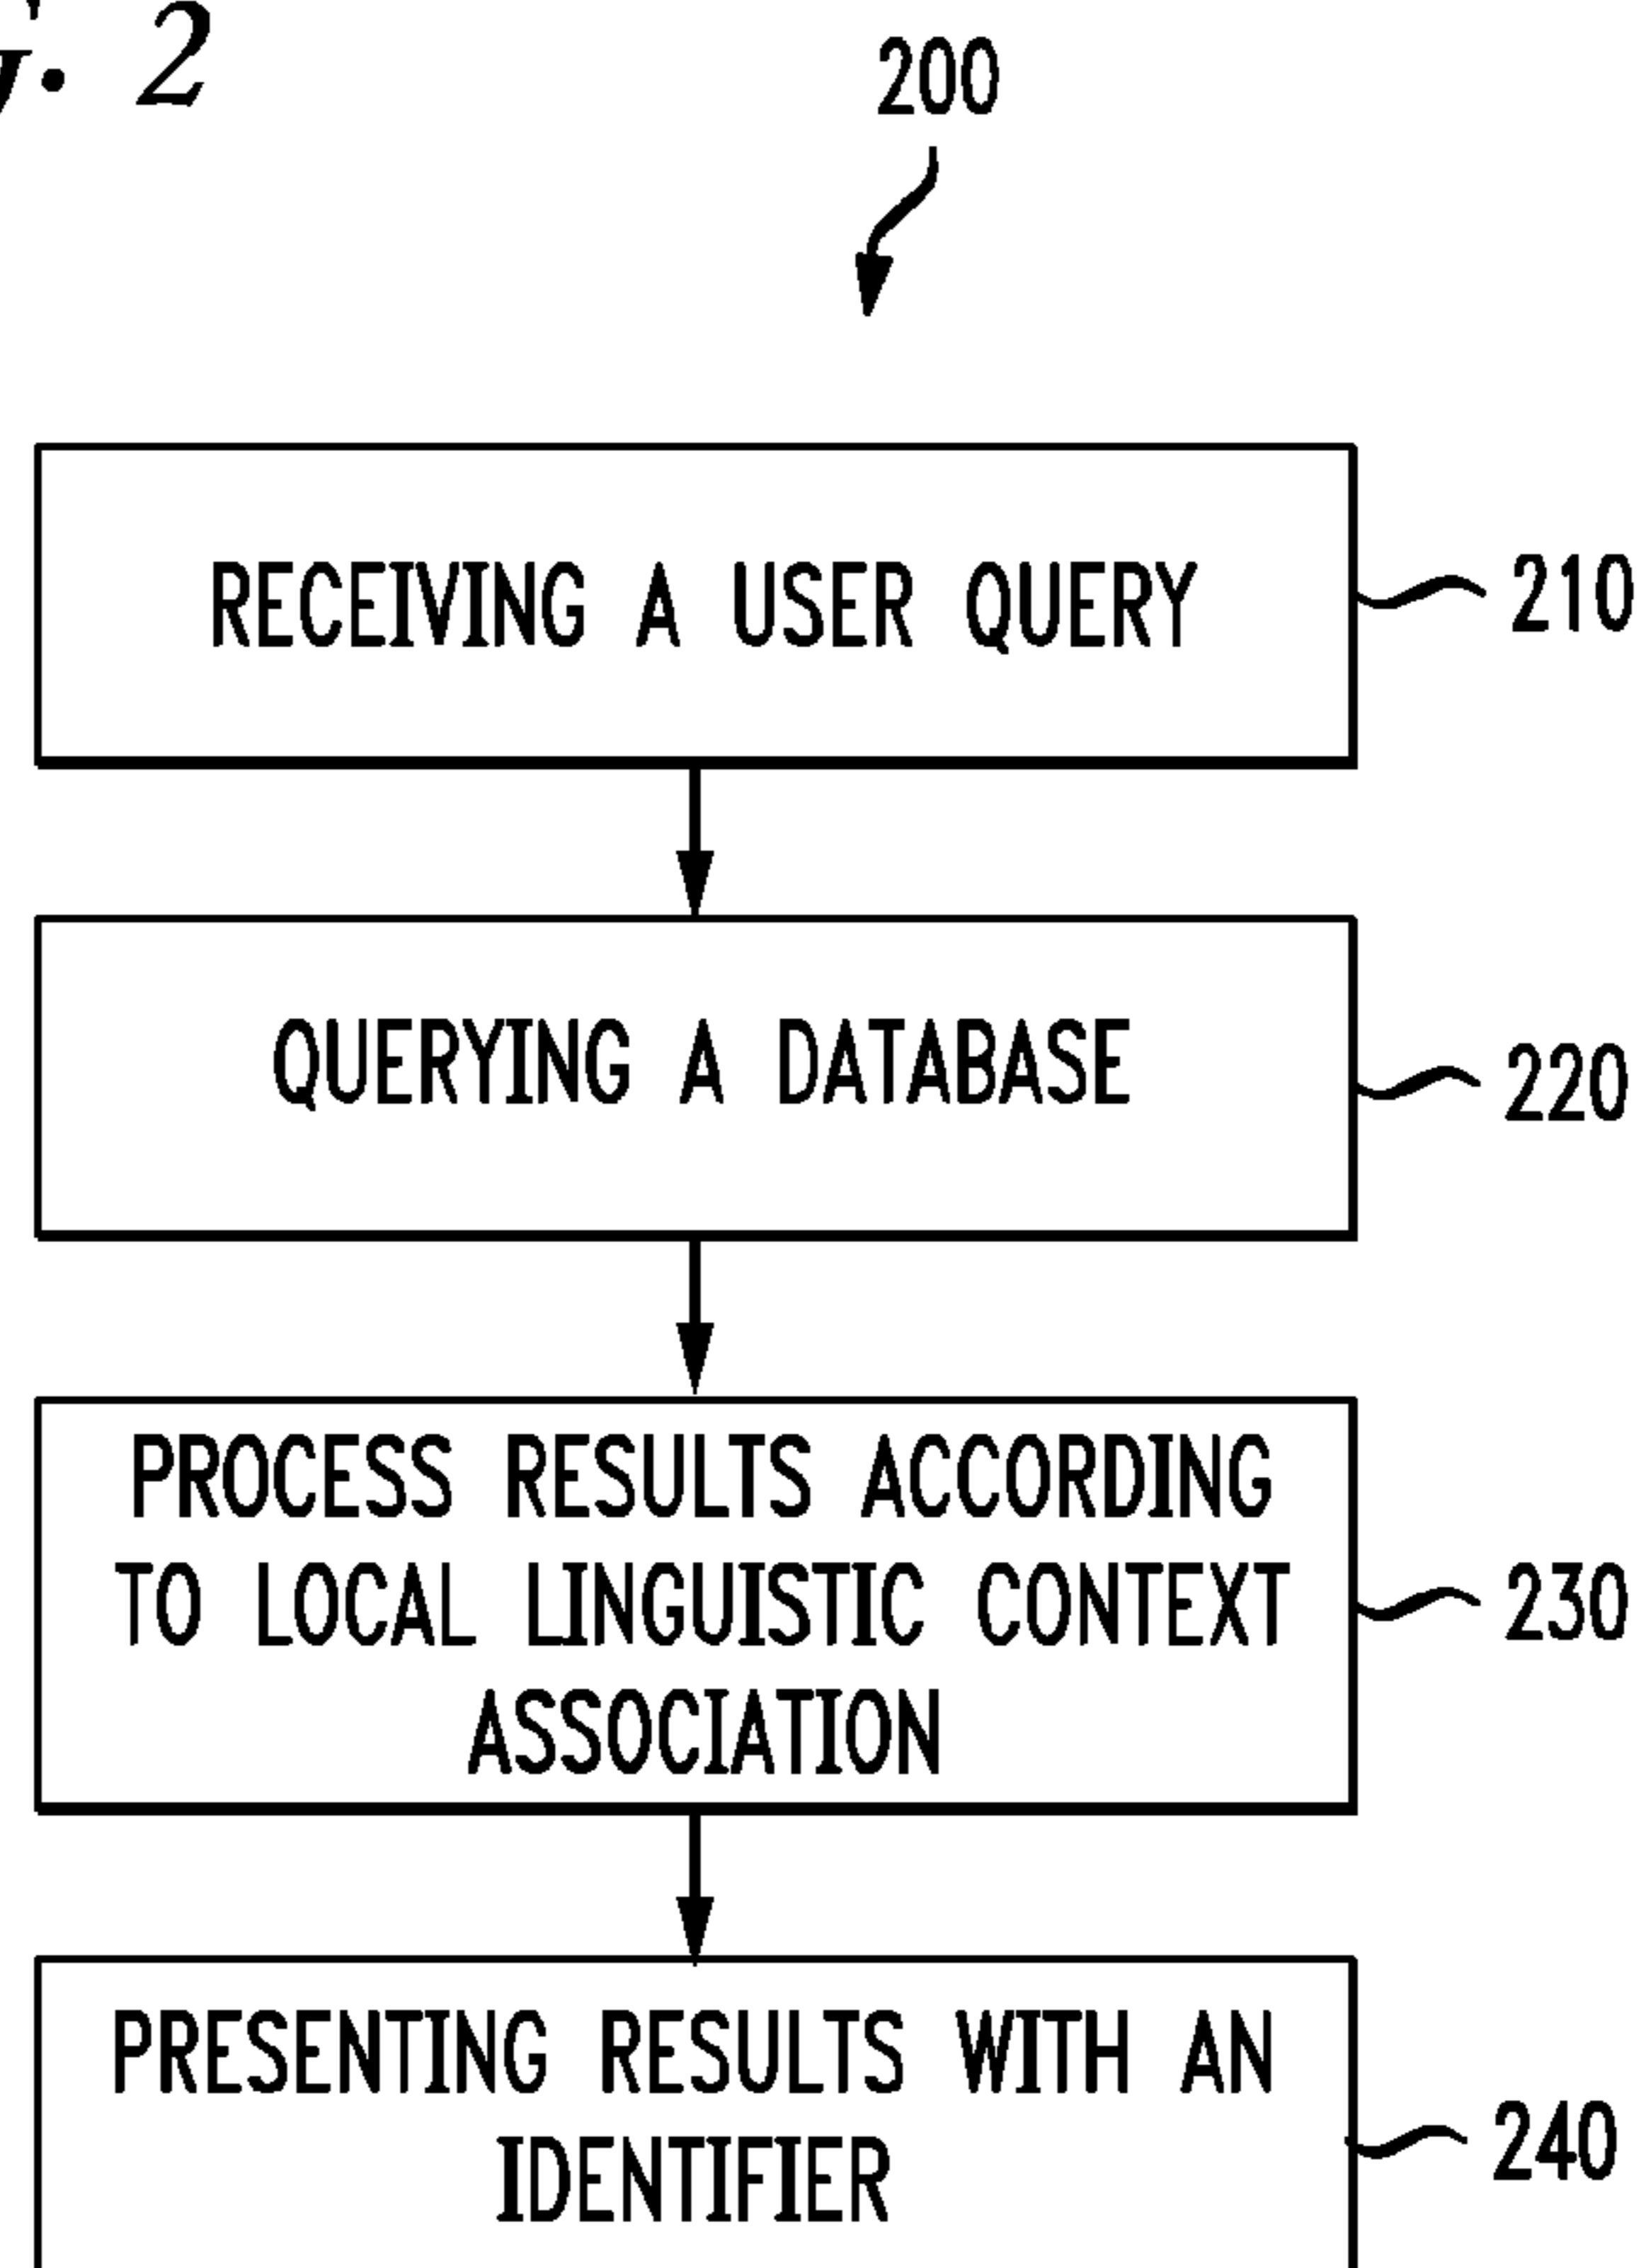 . 2
200
RECEIVING A USER QUERY
210
QUERYING A DATABASE
220
PROCESS RESULTS ACCORDING
TO LOCAL LINGUISTIC CONTEXT
ASSOCIATION
230
PRESENTING RESULTS WITH AN
IDENTIFIER
240